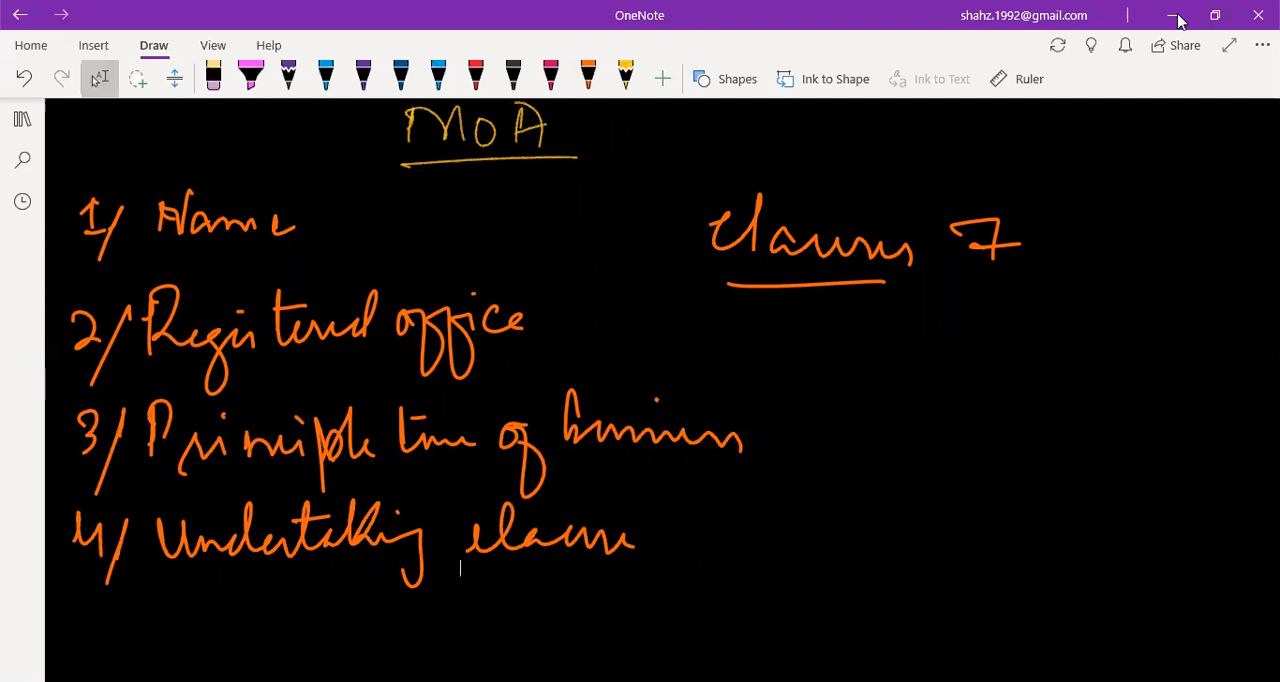 OneNote
shahz.1992@gmail.com
Home Insert Draw View Help
Share
Shapes Ink to Shape Ink to Text Ruler
MOA
1/ Name
clauses 7
2/ Registered office
3/ Principle line of business
4/ Undertaking clause